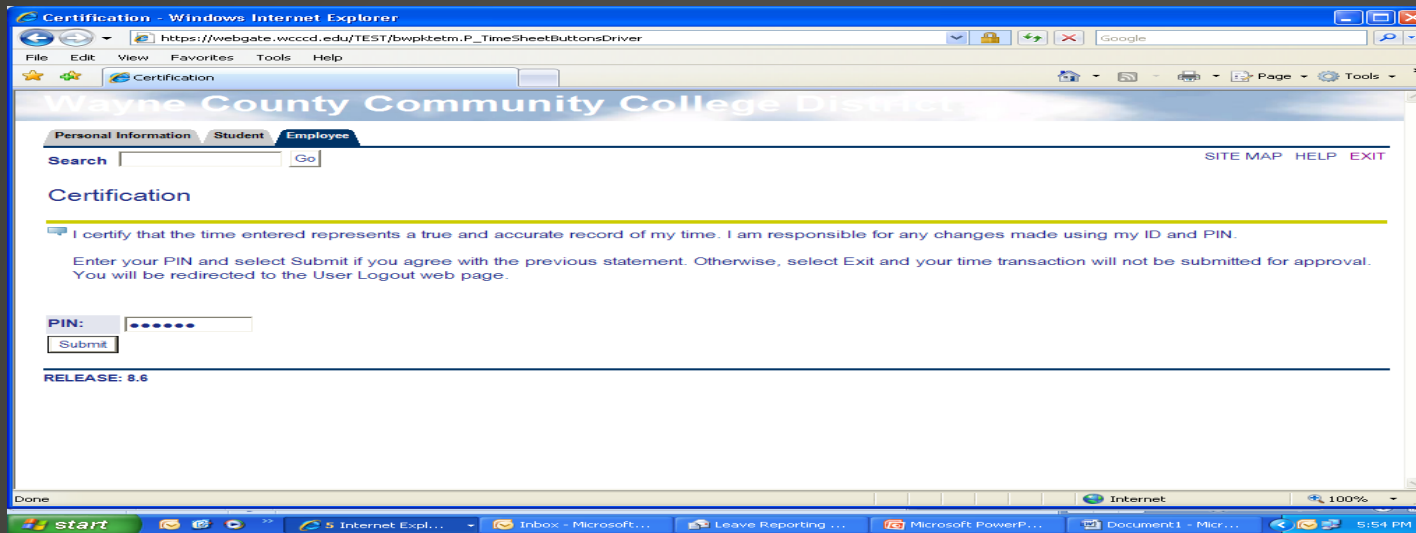 Certification - Windows Internet Explorer
https://webgate.wcccd.edu/TEST/bwpktetm.P_TimeSheetButtonsDriver
Google
File Edit View Favorites Tools Help
Certification
Page Tools
Wayne County Community College District
Personal Information Student Employee
Search Go
SITE MAP HELP EXIT
Certification
I certify that the time entered represents a true and accurate record of my time. I am responsible for any changes made using my ID and PIN.
Enter your PIN and select Submit if you agree with the previous statement. Otherwise, select Exit and your time transaction will not be submitted for approval.
You will be redirected to the User Logout web page.
PIN: ••••••
Submit
RELEASE: 8.6
Done Internet 100%
start 5 Internet Expl... Inbox - Microsoft... Leave Reporting ... Microsoft PowerP... Document1 - Micr... 5:54 PM